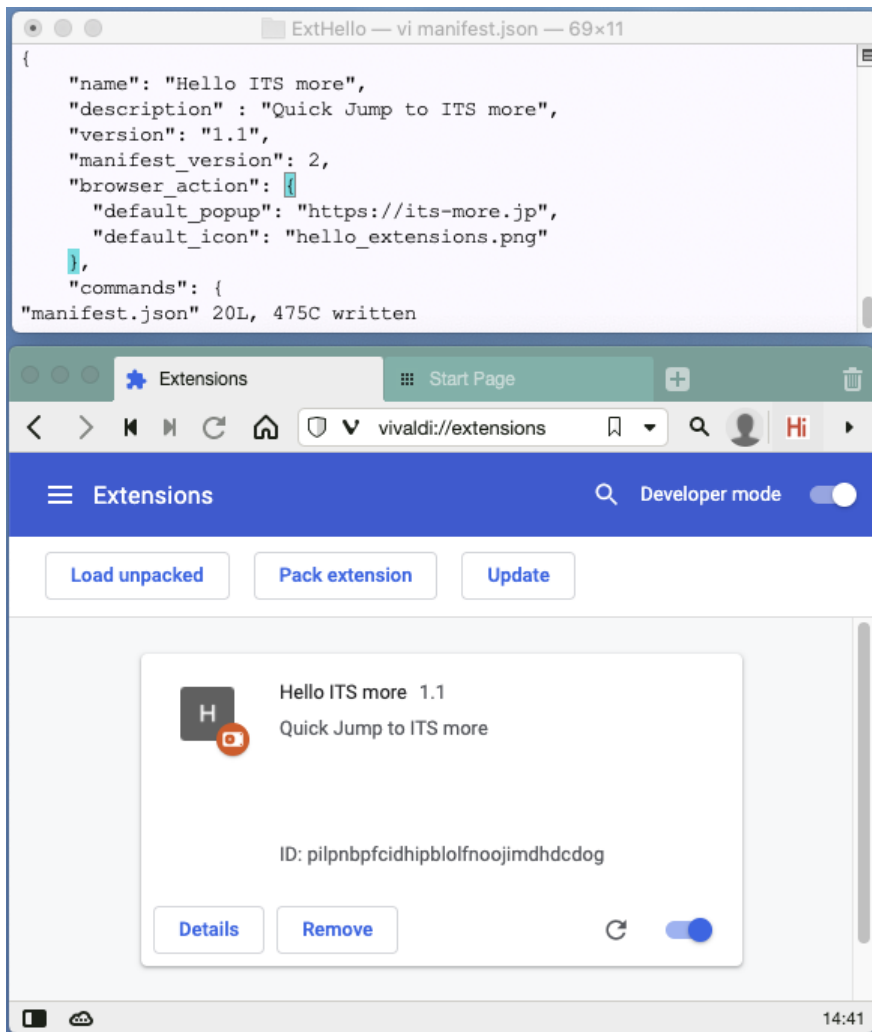 ExtHello — vi manifest.json — 69×11
{
    "name": "Hello ITS more",
    "description" : "Quick Jump to ITS more",
    "version": "1.1",
    "manifest_version": 2,
    "browser_action": {
      "default_popup": "https://its-more.jp",
      "default_icon": "hello_extensions.png"
    },
    "commands": {
"manifest.json" 20L, 475C written
Extensions
Start Page
vivaldi://extensions
Hi
Extensions
Developer mode
Load unpacked
Pack extension
Update
H
Hello ITS more 1.1
Quick Jump to ITS more
ID: pilpnbpfcidhipblolfnoojimdhdcdog
Details
Remove
14:41